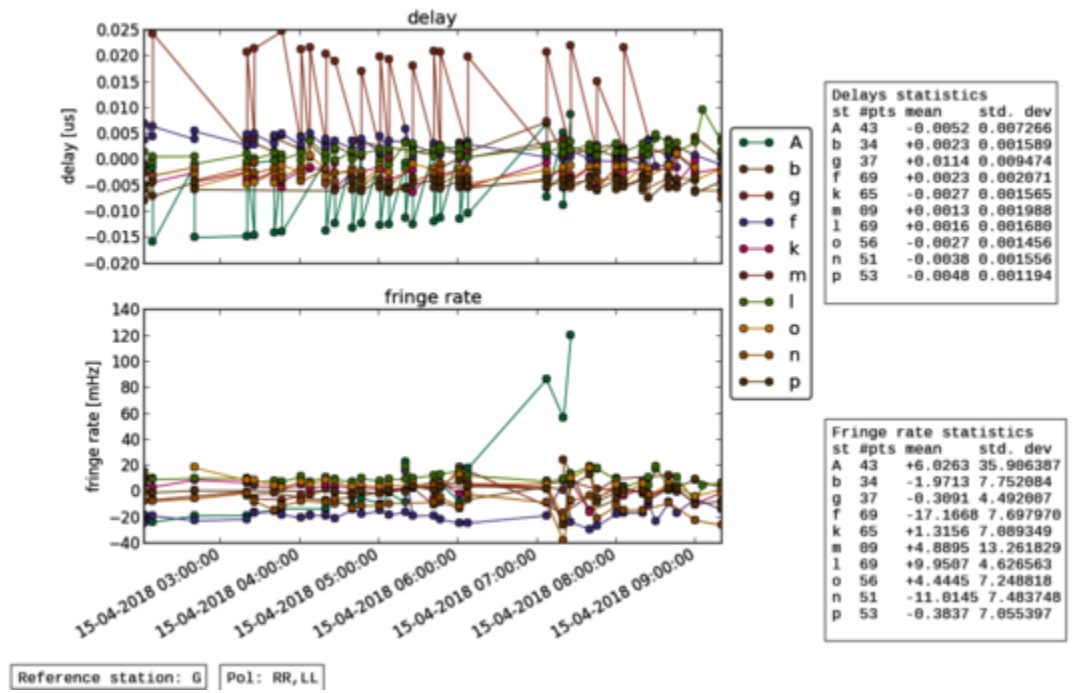 delay
0.025
0.020
0.015
0.010
0.005
0.000
−0.005
−0.010
−0.015
−0.020
delay [us]
fringe rate
140
120
100
80
60
40
20
0
−20
−40
fringe rate [mHz]
15-04-2018 03:00:00
15-04-2018 04:00:00
15-04-2018 05:00:00
15-04-2018 06:00:00
15-04-2018 07:00:00
15-04-2018 08:00:00
15-04-2018 09:00:00
A
b
g
f
k
m
l
o
n
p
Delays statistics
st #pts mean std. dev
A 43 -0.0052 0.007266
b 34 +0.0023 0.001589
g 37 +0.0114 0.009474
f 69 +0.0023 0.002071
k 65 -0.0027 0.001565
m 09 +0.0013 0.001988
l 69 +0.0016 0.001680
o 56 -0.0027 0.001456
n 51 -0.0038 0.001556
p 53 -0.0048 0.001194
Fringe rate statistics
st #pts mean std. dev
A 43 +6.0263 35.906387
b 34 -1.9713 7.752084
g 37 -0.3091 4.492007
f 69 -17.1668 7.697970
k 65 +1.3156 7.089349
m 09 +4.8895 13.261829
l 69 +9.9507 4.626563
o 56 +4.4445 7.248818
n 51 -11.0145 7.483748
p 53 -0.3837 7.055397
Reference station: G
Pol: RR,LL